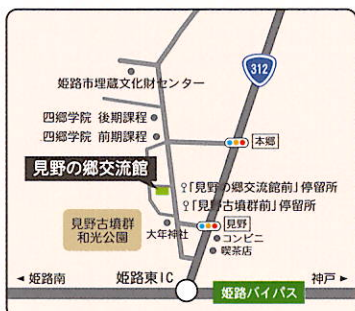 312
姫路市埋蔵文化財センター
四郷学院 後期課程
四郷学院 前期課程
本郷
見野の郷交流館
「見野の郷交流館前」停留所
「見野古墳群前」停留所
見野古墳群
和光公園
大年神社
見野
コンビニ
喫茶店
◄ 姫路南
姫路東IC
神戸 ►
姫路バイパス